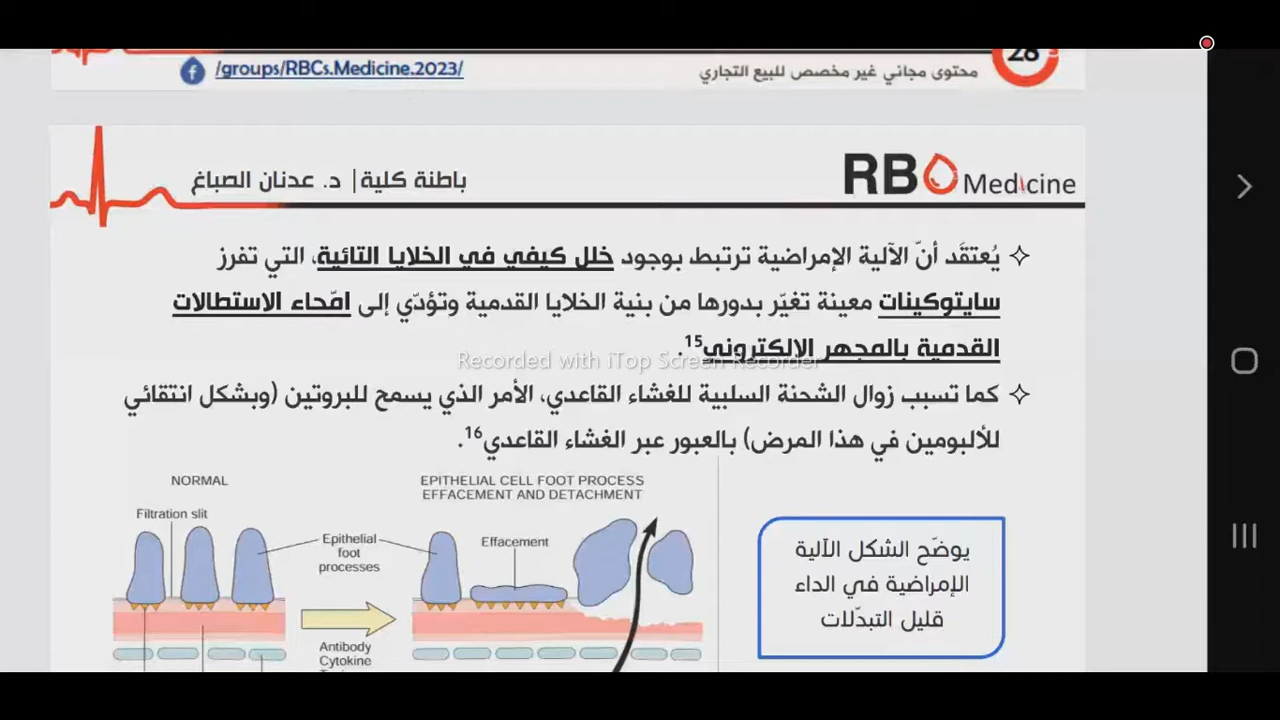 محتوى مجاني غير مخصص للبيع التجاري
/groups/RBCs.Medicine.2023/
RB Medicine
باطنة كلية | د. عدنان الصباغ
يُعتقَد أنّ الآلية الإمراضية ترتبط بوجود خلل كيفي في الخلايا التائية، التي تفرز
سايتوكينات معينة تغيّر بدورها من بنية الخلايا القدمية وتؤدّي إلى امّحاء الاستطالات
القدمية بالمجهر الإلكتروني15.
Recorded with iTop Screen Recorder
كما تسبب زوال الشحنة السلبية للغشاء القاعدي، الأمر الذي يسمح للبروتين (وبشكل انتقائي
للألبومين في هذا المرض) بالعبور عبر الغشاء القاعدي16.
NORMAL
Filtration slit
Epithelial
foot
processes
Antibody
Cytokine
EPITHELIAL CELL FOOT PROCESS
EFFACEMENT AND DETACHMENT
Effacement
يوضّح الشكل الآلية
الإمراضية في الداء
قليل التبدّلات